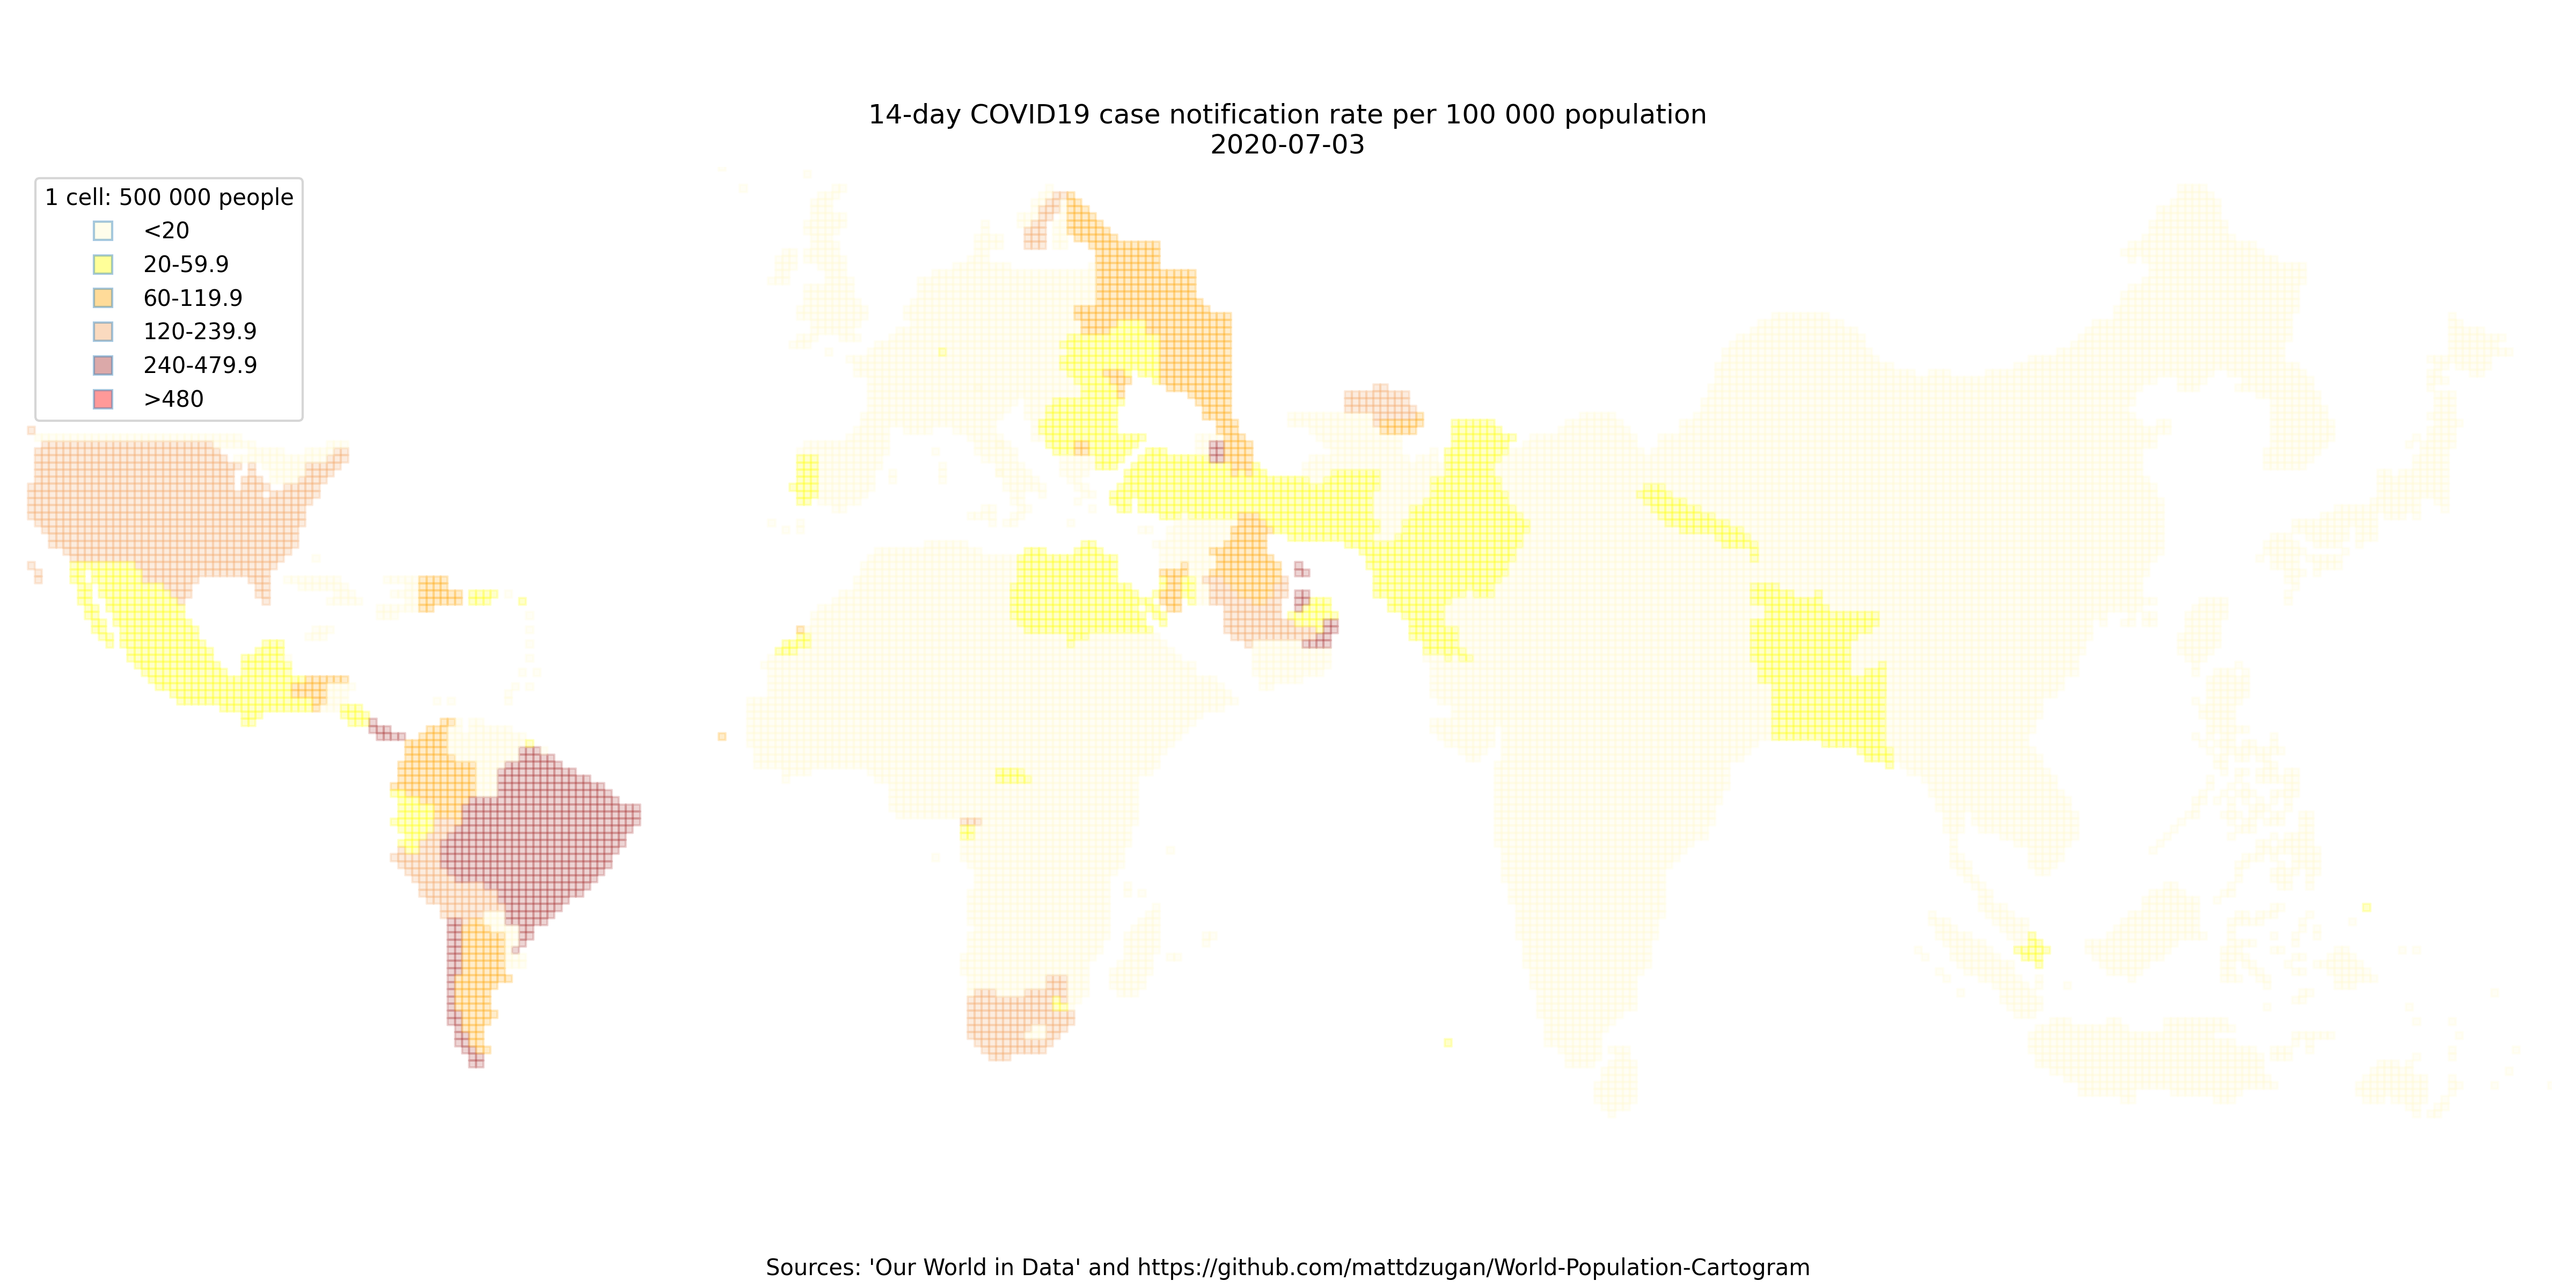 14-day COVID19 case notification rate per 100 000 population
2020-07-03
1 cell: 500 000 people
<20
20-59.9
60-119.9
120-239.9
240-479.9
>480
Sources: 'Our World in Data' and https://github.com/mattdzugan/World-Population-Cartogram